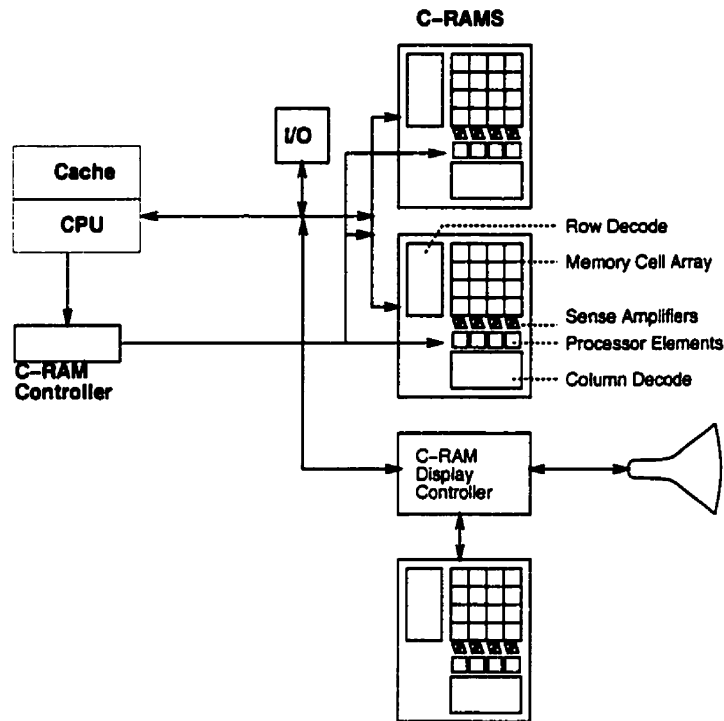 C-RAMS
I/O
Cache
CPU
Row Decode
Memory Cell Array
Sense Amplifiers
Processor Elements
Column Decode
C-RAM
Controller
C-RAM
Display
Controller